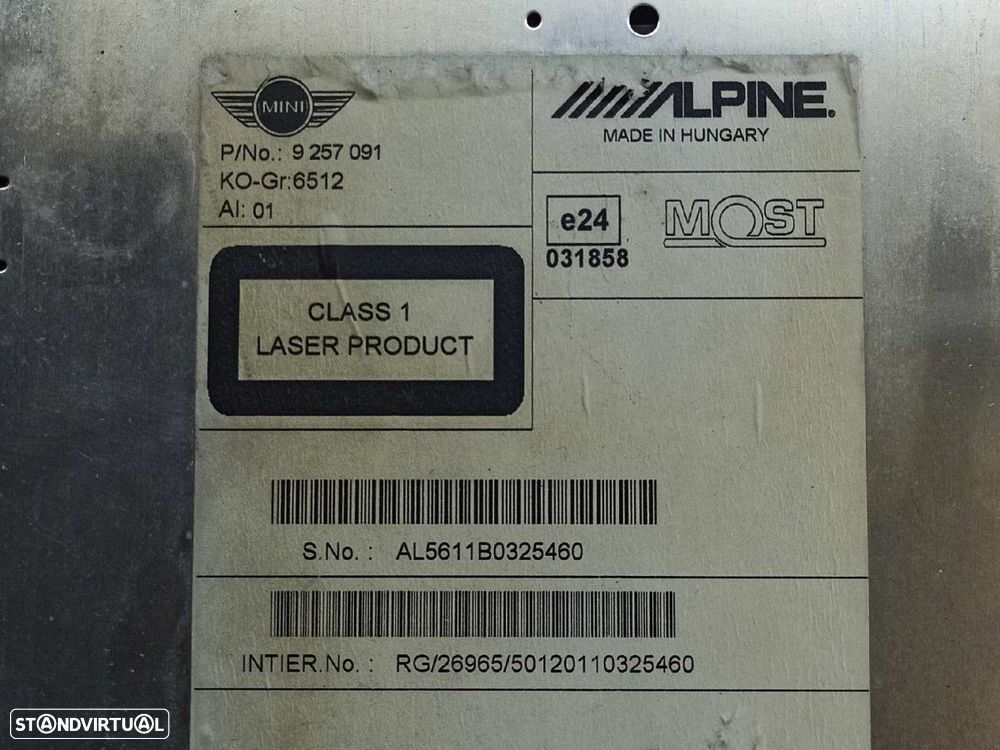 MINI
P/No.: 9 257 091
KO-Gr:6512
AI: 01
ALPINE®
MADE IN HUNGARY
e24
031858
MOST
CLASS 1
LASER PRODUCT
S.No. : AL5611B0325460
INTIER.No. : RG/26965/50120110325460
STANDVIRTUAL